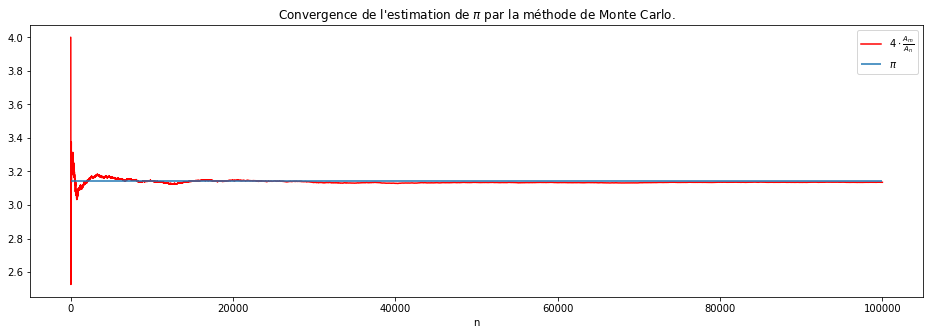 Convergence de l'estimation de π par la méthode de Monte Carlo.
4.0
3.8
3.6
3.4
3.2
3.0
2.8
2.6
4 · A_m / A_n
π
0 20000 40000 60000 80000 100000
n